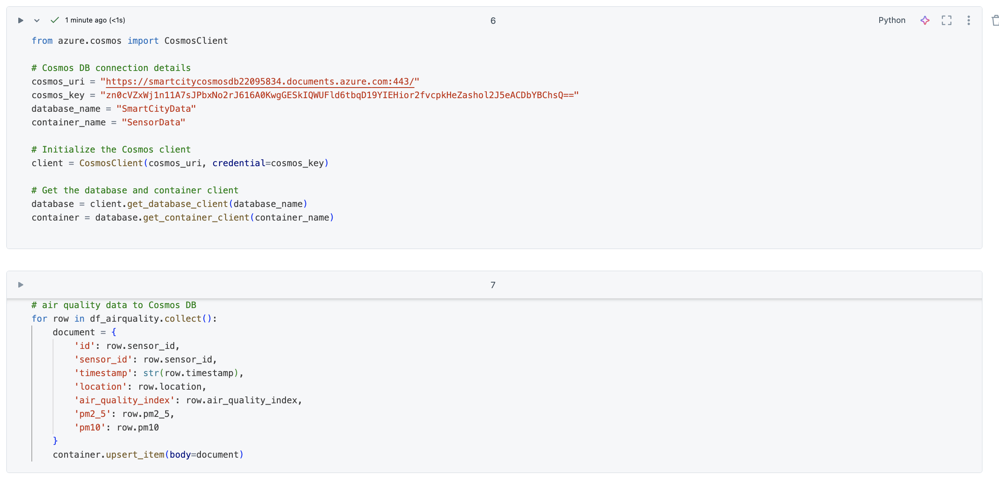 1 minute ago (<1s)
6
Python
from azure.cosmos import CosmosClient
# Cosmos DB connection details
cosmos_uri = "https://smartcitycosmosdb22095834.documents.azure.com:443/"
cosmos_key = "zn0cVZxWj1n11A7sJPbxNo2rJ616A0KwgGESkIQWUFld6tbqD19YIEHior2fvcpkHeZashol2J5eACDbYBChsQ=="
database_name = "SmartCityData"
container_name = "SensorData"
# Initialize the Cosmos client
client = CosmosClient(cosmos_uri, credential=cosmos_key)
# Get the database and container client
database = client.get_database_client(database_name)
container = database.get_container_client(container_name)
7
# air quality data to Cosmos DB
for row in df_airquality.collect():
    document = {
        'id': row.sensor_id,
        'sensor_id': row.sensor_id,
        'timestamp': str(row.timestamp),
        'location': row.location,
        'air_quality_index': row.air_quality_index,
        'pm2_5': row.pm2_5,
        'pm10': row.pm10
    }
    container.upsert_item(body=document)